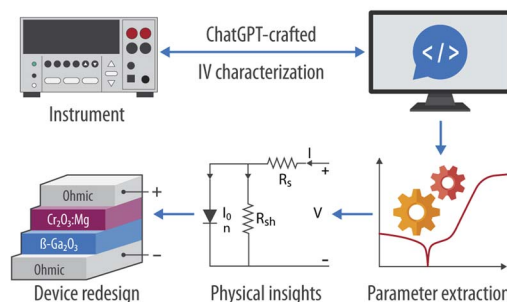 ChatGPT-crafted
IV characterization
</>
Instrument
Ohmic
+
Cr₂O₃:Mg
ß-Ga₂O₃
Ohmic
−
Device redesign
I
+
Rₛ
I₀
n
Rₛₕ
V
−
Physical insights
Parameter extraction